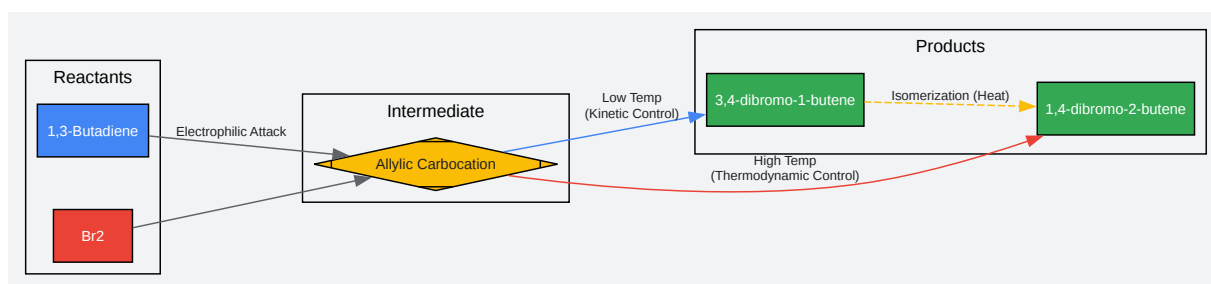 Reactants
1,3-Butadiene
Br2
Electrophilic Attack
Intermediate
Allylic Carbocation
Low Temp
(Kinetic Control)
High Temp
(Thermodynamic Control)
Products
3,4-dibromo-1-butene
Isomerization (Heat)
1,4-dibromo-2-butene